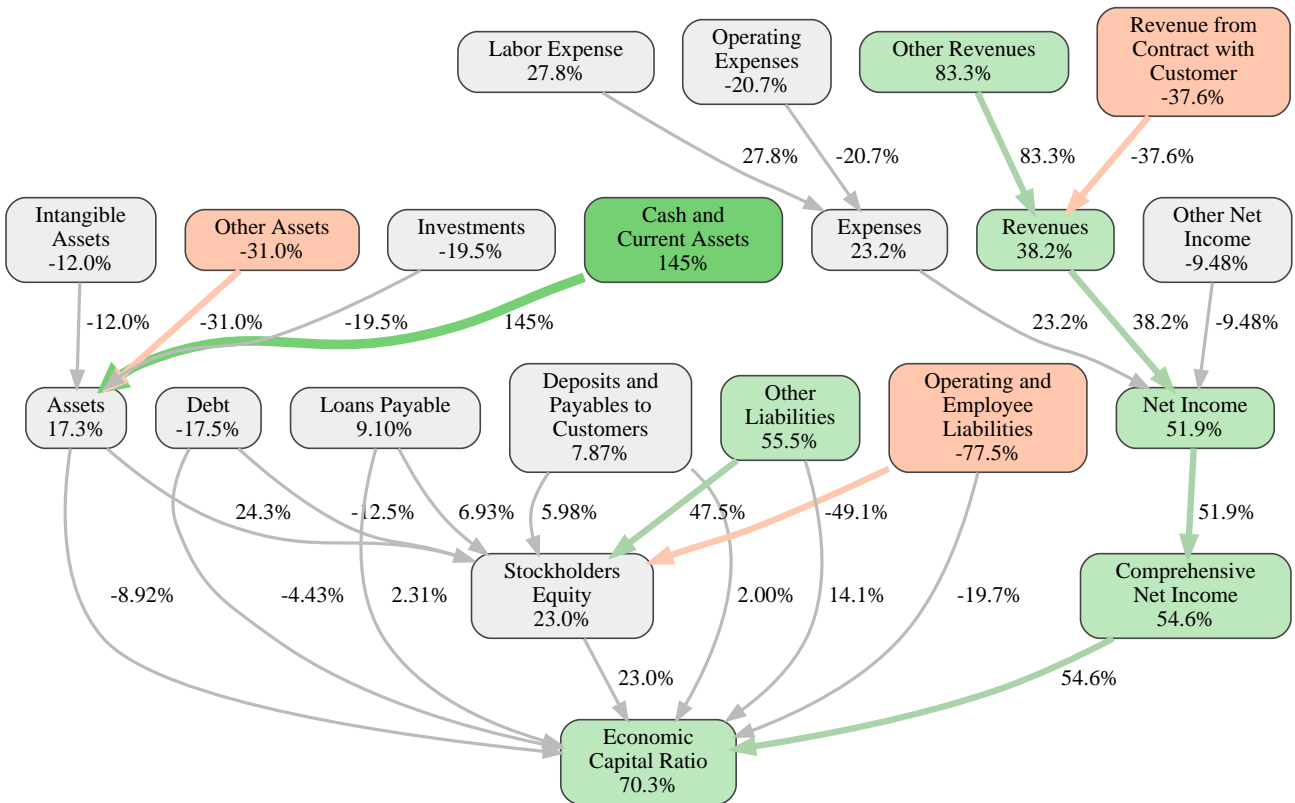 Labor Expense
27.8%
Operating
Expenses
-20.7%
Other Revenues
83.3%
Revenue from
Contract with
Customer
-37.6%
27.8%
-20.7%
83.3%
-37.6%
Intangible
Assets
-12.0%
Other Assets
-31.0%
Investments
-19.5%
Cash and
Current Assets
145%
Expenses
23.2%
Revenues
38.2%
Other Net
Income
-9.48%
-12.0%
-31.0%
-19.5%
145%
23.2%
38.2%
-9.48%
Assets
17.3%
Debt
-17.5%
Loans Payable
9.10%
Deposits and
Payables to
Customers
7.87%
Other
Liabilities
55.5%
Operating and
Employee
Liabilities
-77.5%
Net Income
51.9%
24.3%
-12.5%
6.93%
5.98%
47.5%
-49.1%
51.9%
-8.92%
-4.43%
2.31%
Stockholders
Equity
23.0%
2.00%
14.1%
-19.7%
Comprehensive
Net Income
54.6%
23.0%
54.6%
Economic
Capital Ratio
70.3%